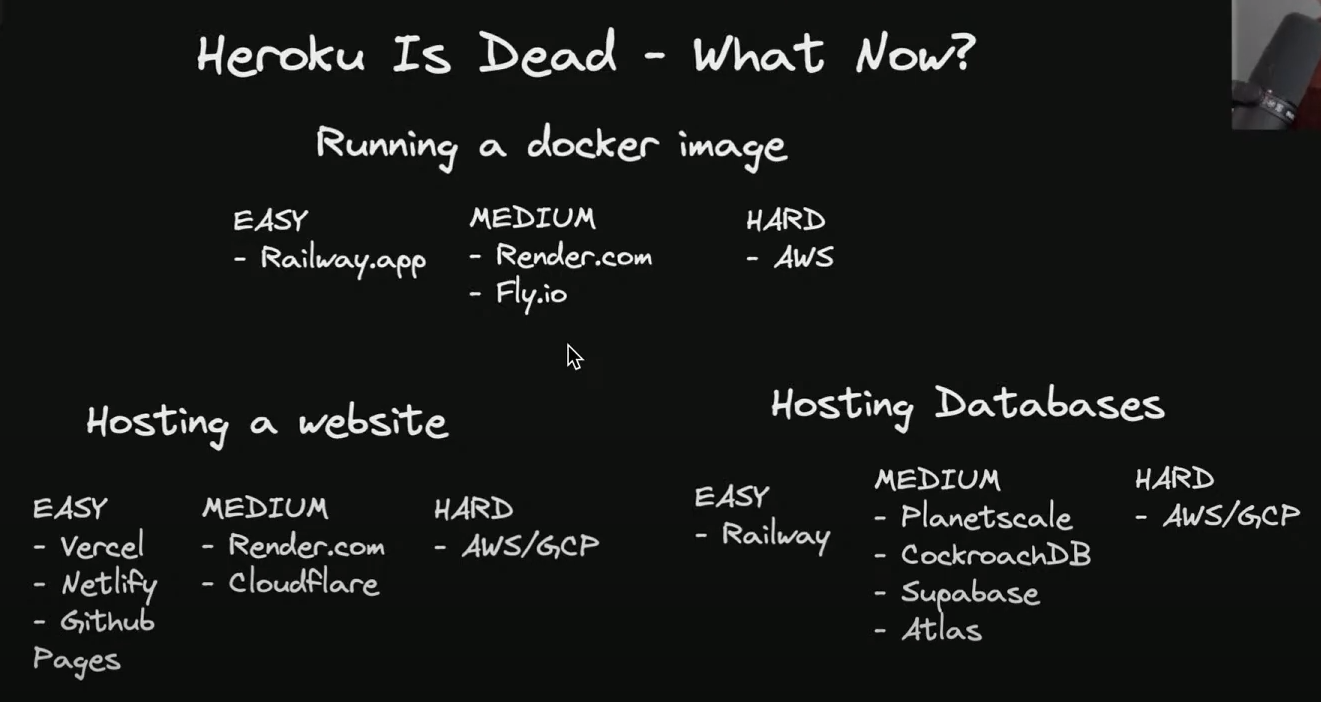 Heroku Is Dead - What Now?
Running a docker image
EASY
- Railway.app
MEDIUM
- Render.com
- Fly.io
HARD
- AWS
Hosting a website
EASY
- Vercel
- Netlify
- Github
Pages
MEDIUM
- Render.com
- Cloudflare
HARD
- AWS/GCP
Hosting Databases
EASY
- Railway
MEDIUM
- Planetscale
- CockroachDB
- Supabase
- Atlas
HARD
- AWS/GCP